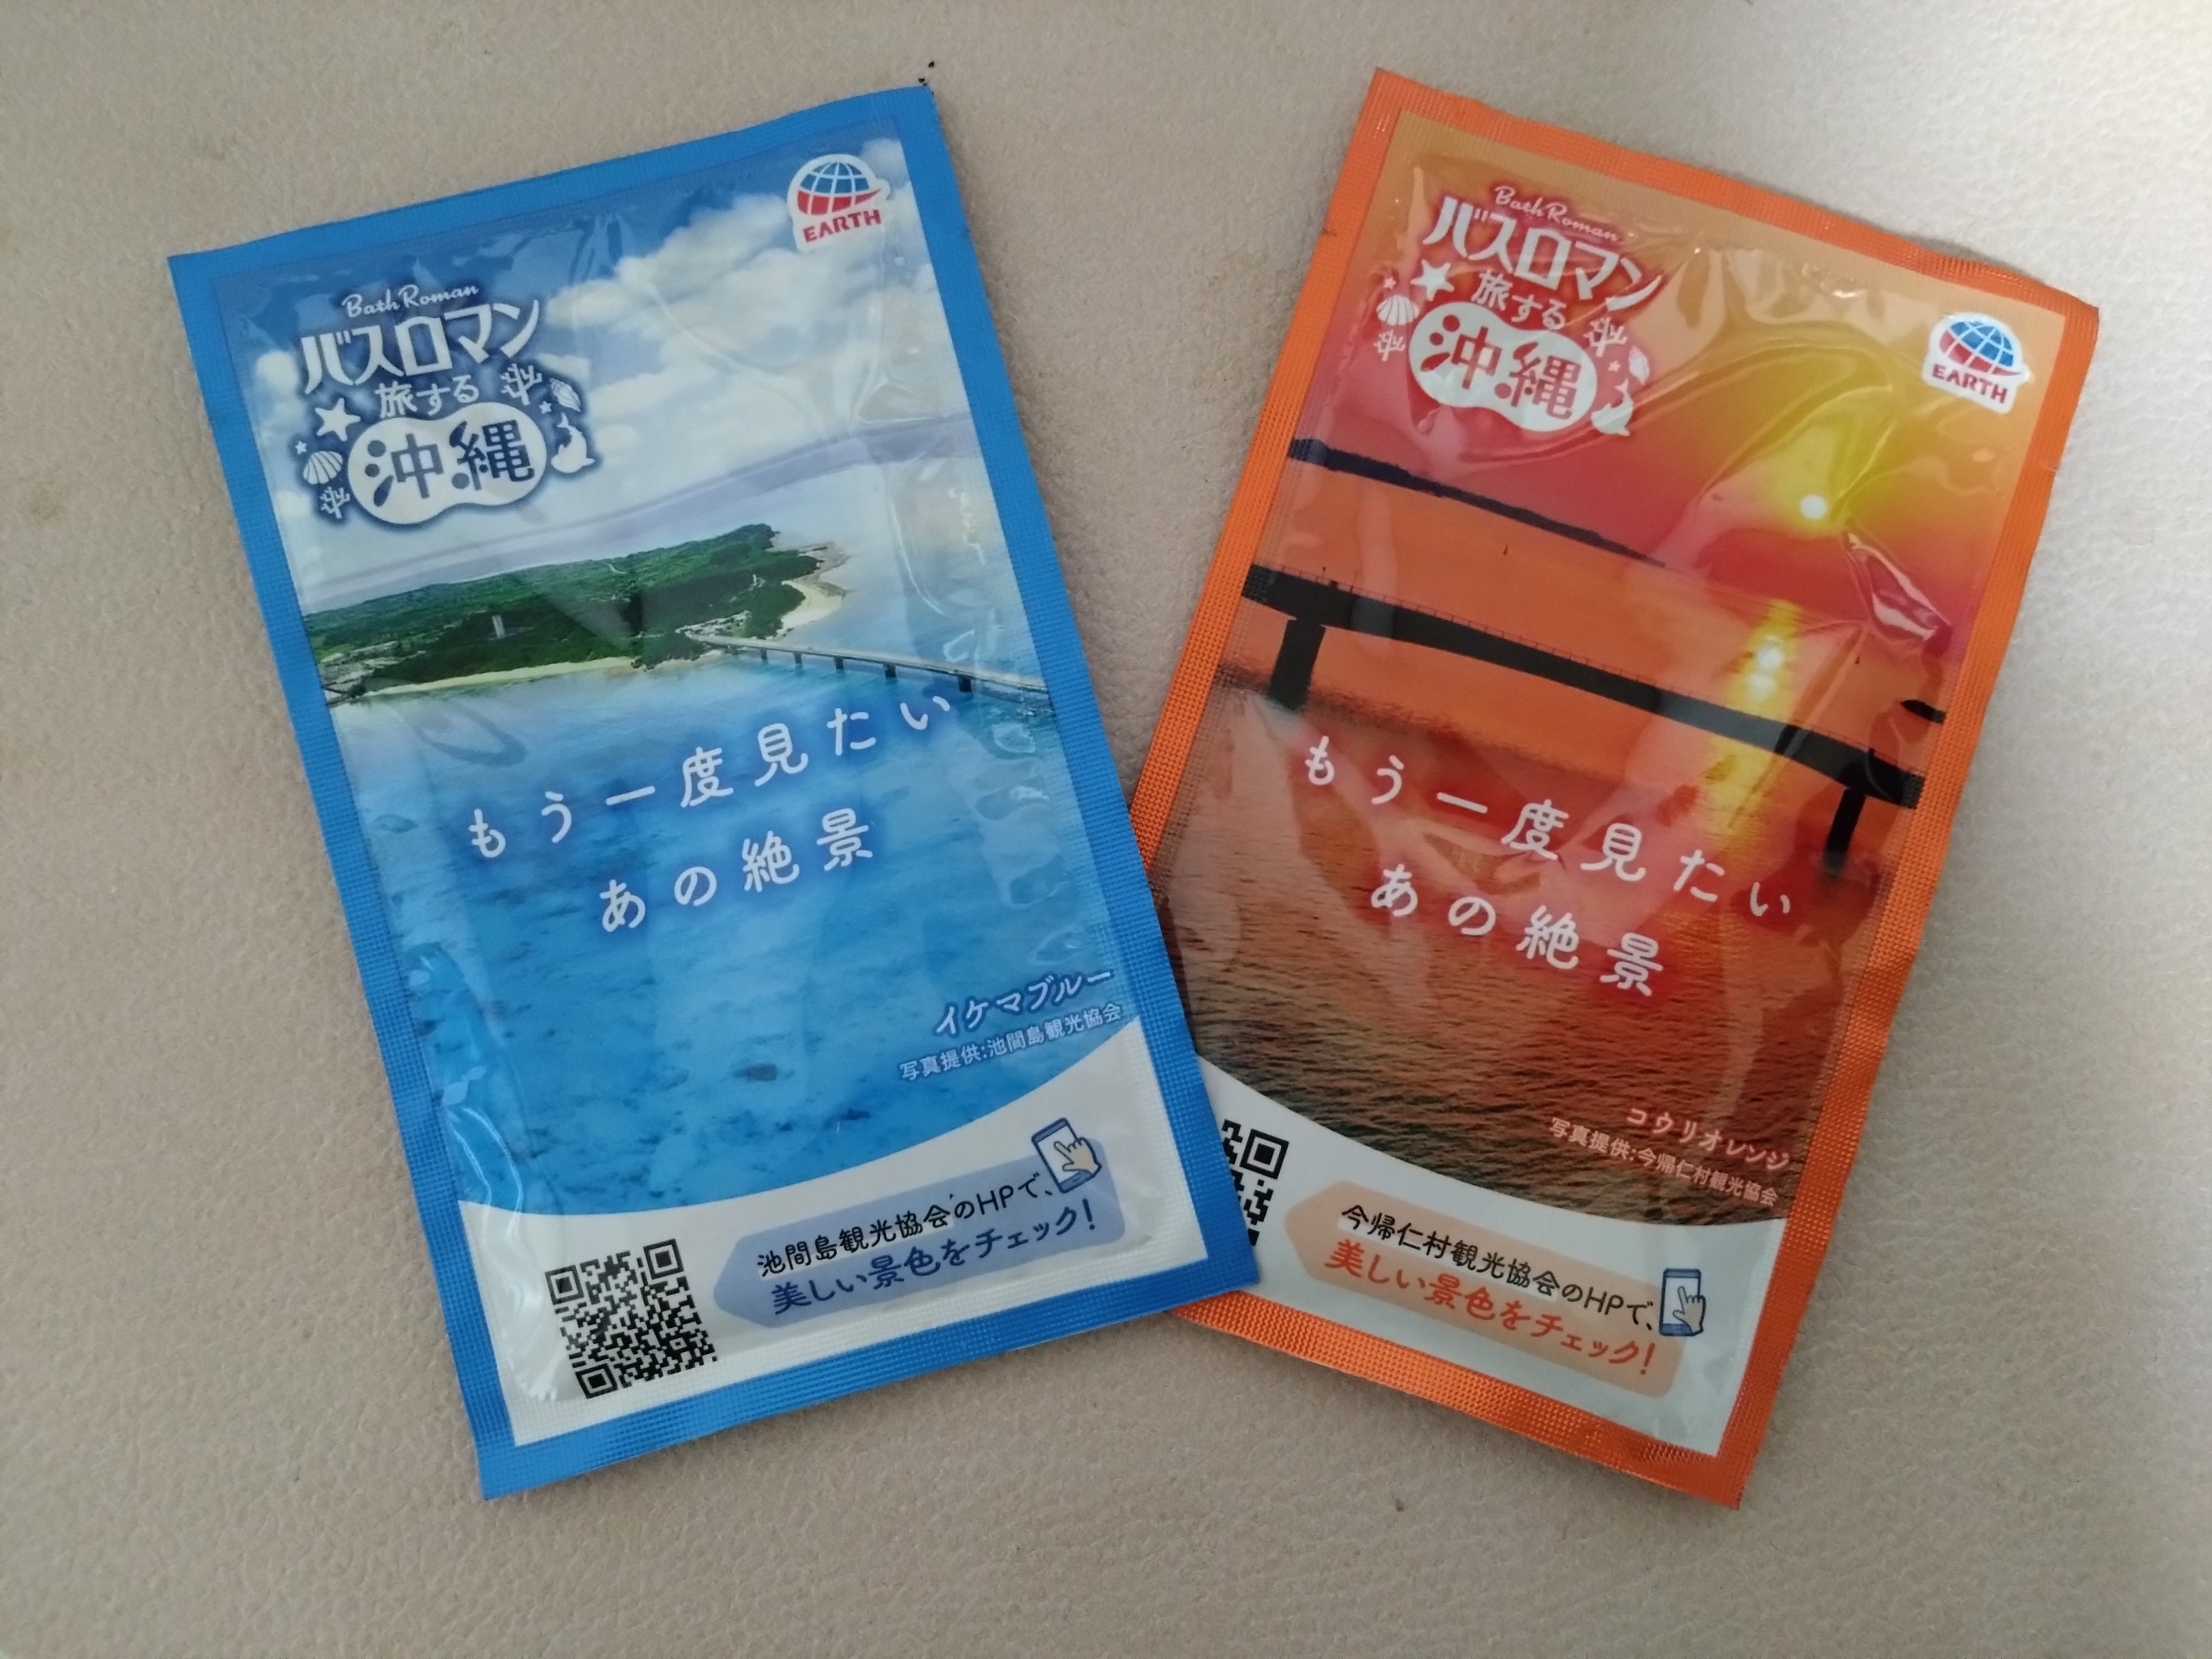 EARTH
Bath Roman
バスロマン
旅する
沖縄
もう一度見たい
あの絶景
イケマブルー
写真提供:池間島観光協会
池間島観光協会のHPで、
美しい景色をチェック!
Bath Roman
バスロマン
旅する
沖縄
EARTH
もう一度見たい
あの絶景
コウリオレンジ
写真提供:今帰仁村観光協会
今帰仁村観光協会のHPで、
美しい景色をチェック!